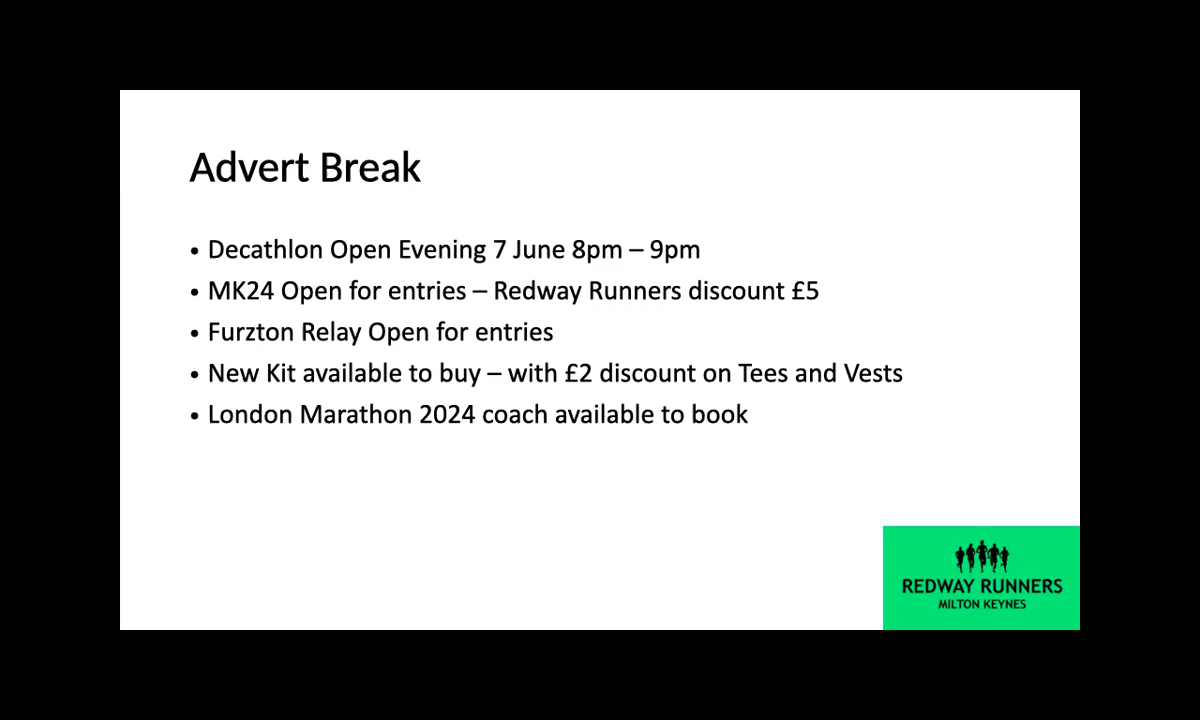 Advert Break
• Decathlon Open Evening 7 June 8pm – 9pm
• MK24 Open for entries – Redway Runners discount £5
• Furzton Relay Open for entries
• New Kit available to buy – with £2 discount on Tees and Vests
• London Marathon 2024 coach available to book
REDWAY RUNNERS
MILTON KEYNES